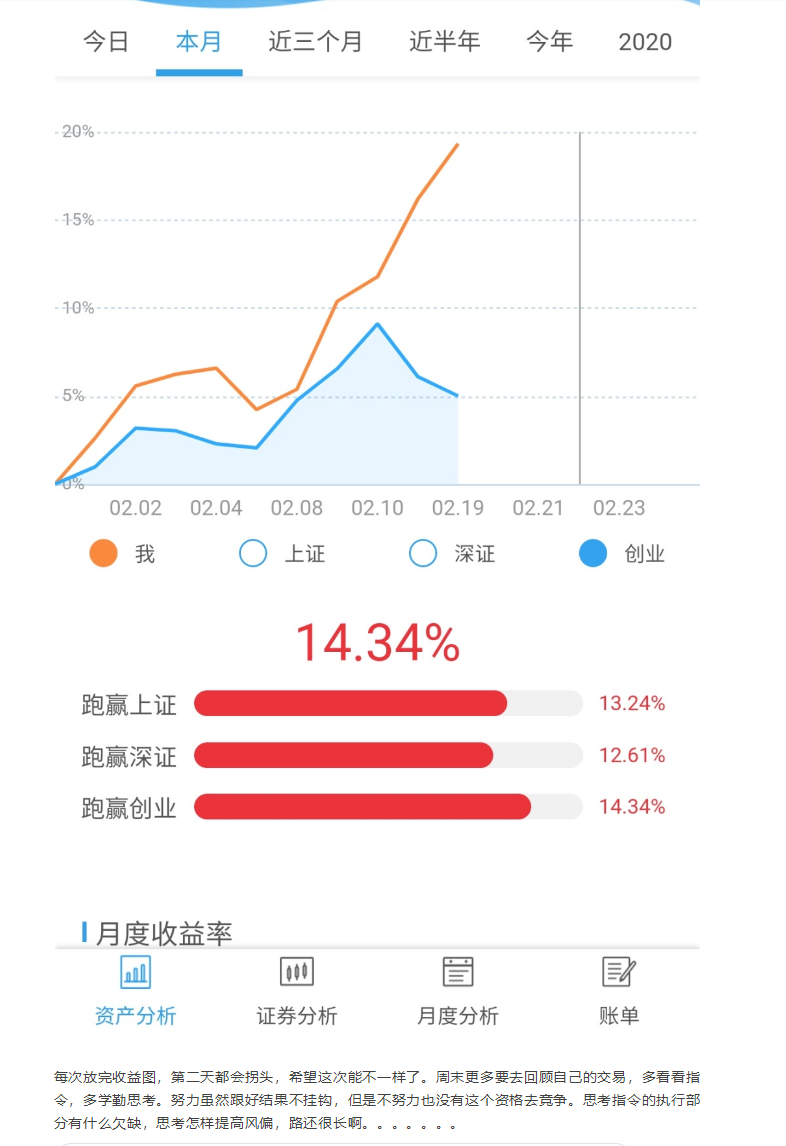 今日 本月 近三个月 近半年 今年 2020
20%
15%
10%
5%
0%
02.02 02.04 02.08 02.10 02.19 02.21 02.23
我 上证 深证 创业
14.34%
跑赢上证 13.24%
跑赢深证 12.61%
跑赢创业 14.34%
月度收益率
资产分析 证券分析 月度分析 账单
每次放完收益图，第二天都会拐头，希望这次能不一样了。周末更多要去回顾自己的交易，多看看指
令，多学勤思考。努力虽然跟好结果不挂钩，但是不努力也没有这个资格去竞争。思考指令的执行部
分有什么欠缺，思考怎样提高风偏，路还很长啊。。。。。。。